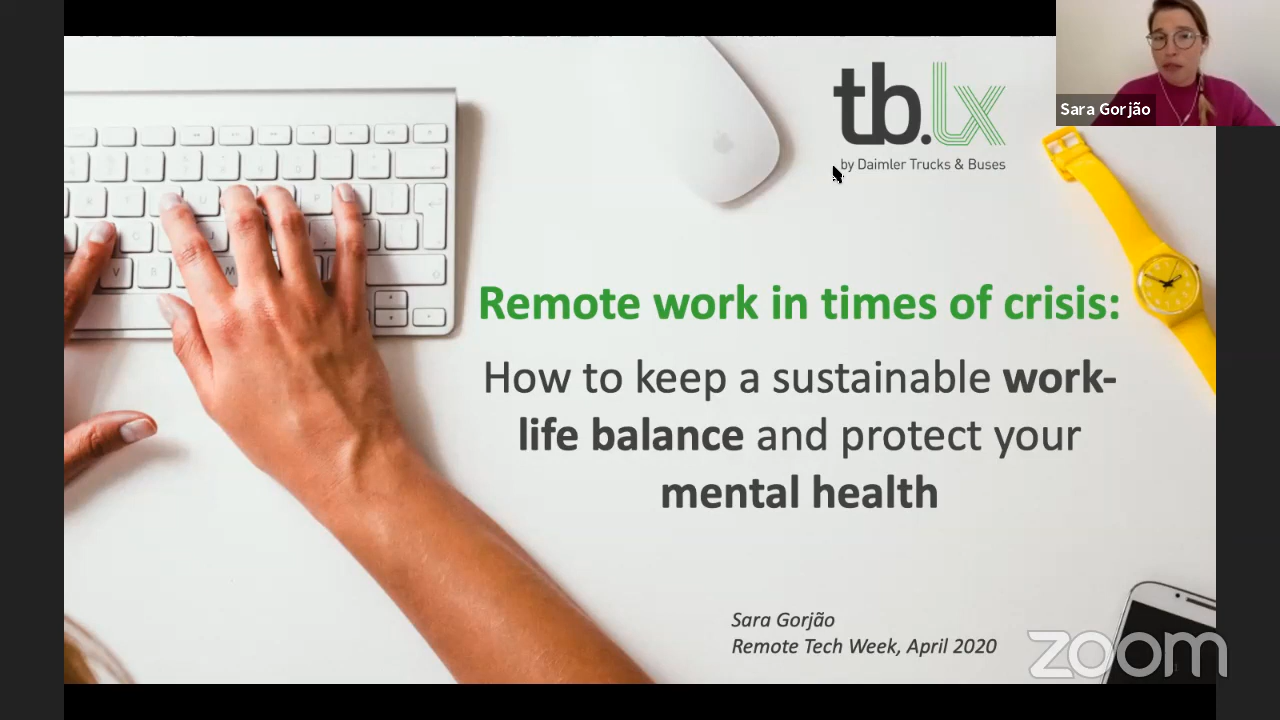 Sara Gorjão
tb.lx
by Daimler Trucks & Buses
Remote work in times of crisis:
How to keep a sustainable work-
life balance and protect your
mental health
Sara Gorjão
Remote Tech Week, April 2020
zoom